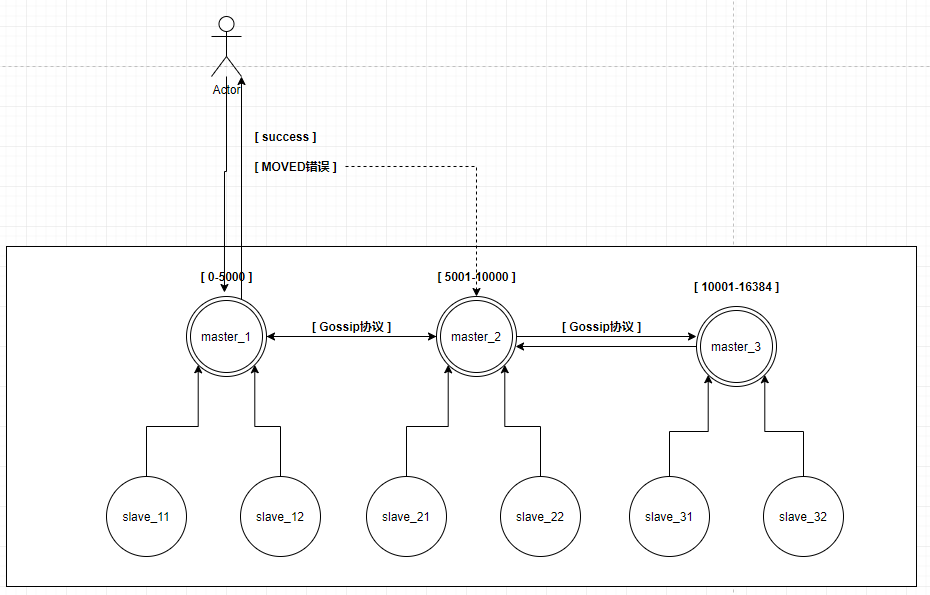 Actor
[ success ]
[ MOVED错误 ]
[ 0-5000 ]
[ 5001-10000 ]
[ 10001-16384 ]
[ Gossip协议 ]
[ Gossip协议 ]
master_1
master_2
master_3
slave_11
slave_12
slave_21
slave_22
slave_31
slave_32